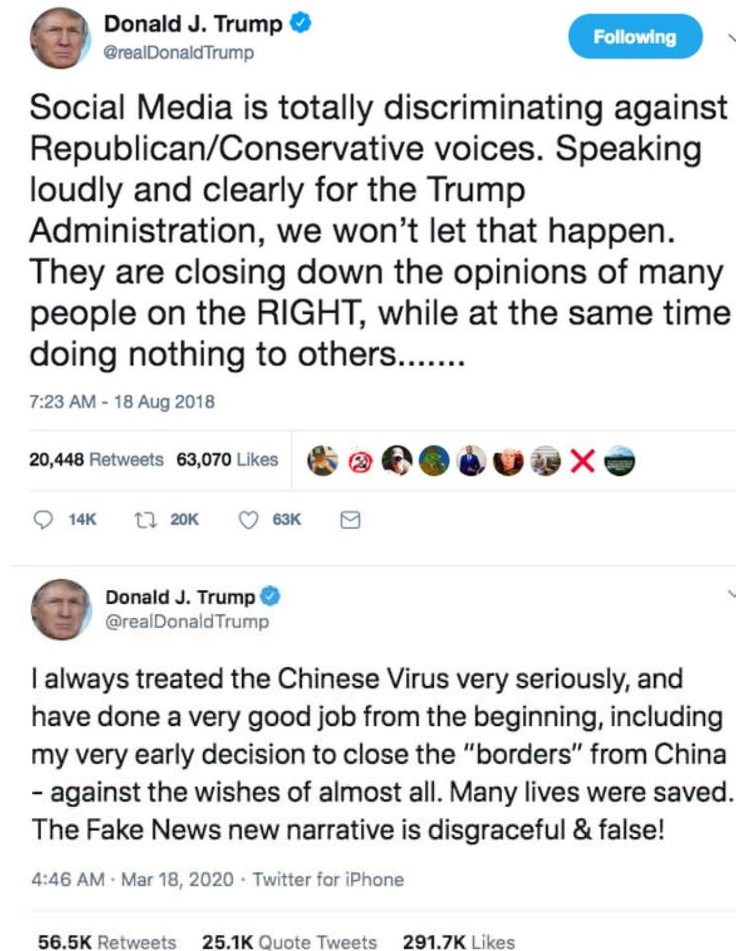 Donald J. Trump
@realDonaldTrump
Following
Social Media is totally discriminating against
Republican/Conservative voices. Speaking
loudly and clearly for the Trump
Administration, we won’t let that happen.
They are closing down the opinions of many
people on the RIGHT, while at the same time
doing nothing to others.......
7:23 AM - 18 Aug 2018
20,448 Retweets 63,070 Likes
14K 20K 63K
Donald J. Trump
@realDonaldTrump
I always treated the Chinese Virus very seriously, and
have done a very good job from the beginning, including
my very early decision to close the “borders” from China
- against the wishes of almost all. Many lives were saved.
The Fake News new narrative is disgraceful & false!
4:46 AM · Mar 18, 2020 · Twitter for iPhone
56.5K Retweets 25.1K Quote Tweets 291.7K Likes